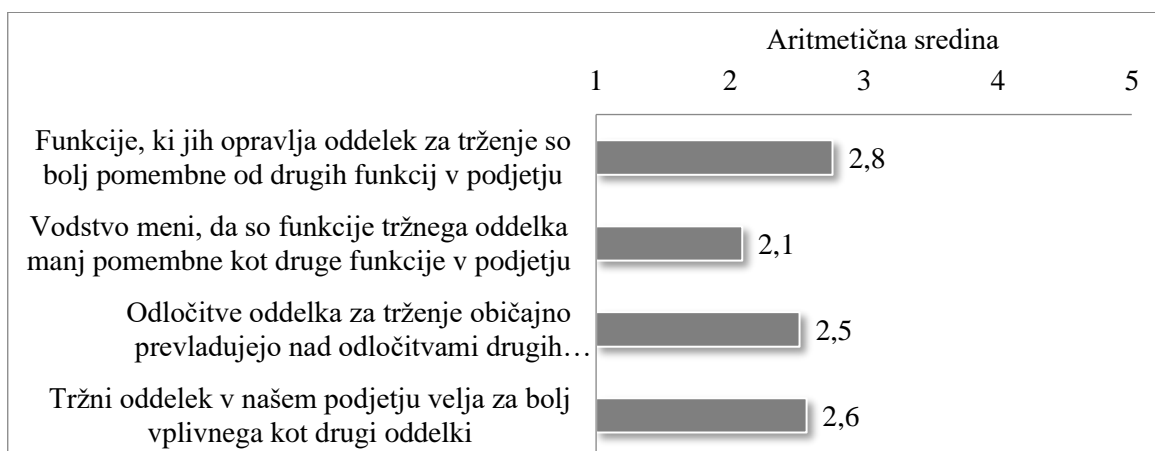 Aritmetična sredina
1 2 3 4 5
Funkcije, ki jih opravlja oddelek za trženje so
bolj pomembne od drugih funkcij v podjetju
2,8
Vodstvo meni, da so funkcije tržnega oddelka
manj pomembne kot druge funkcije v podjetju
2,1
Odločitve oddelka za trženje običajno
prevladujejo nad odločitvami drugih…
2,5
Tržni oddelek v našem podjetju velja za bolj
vplivnega kot drugi oddelki
2,6